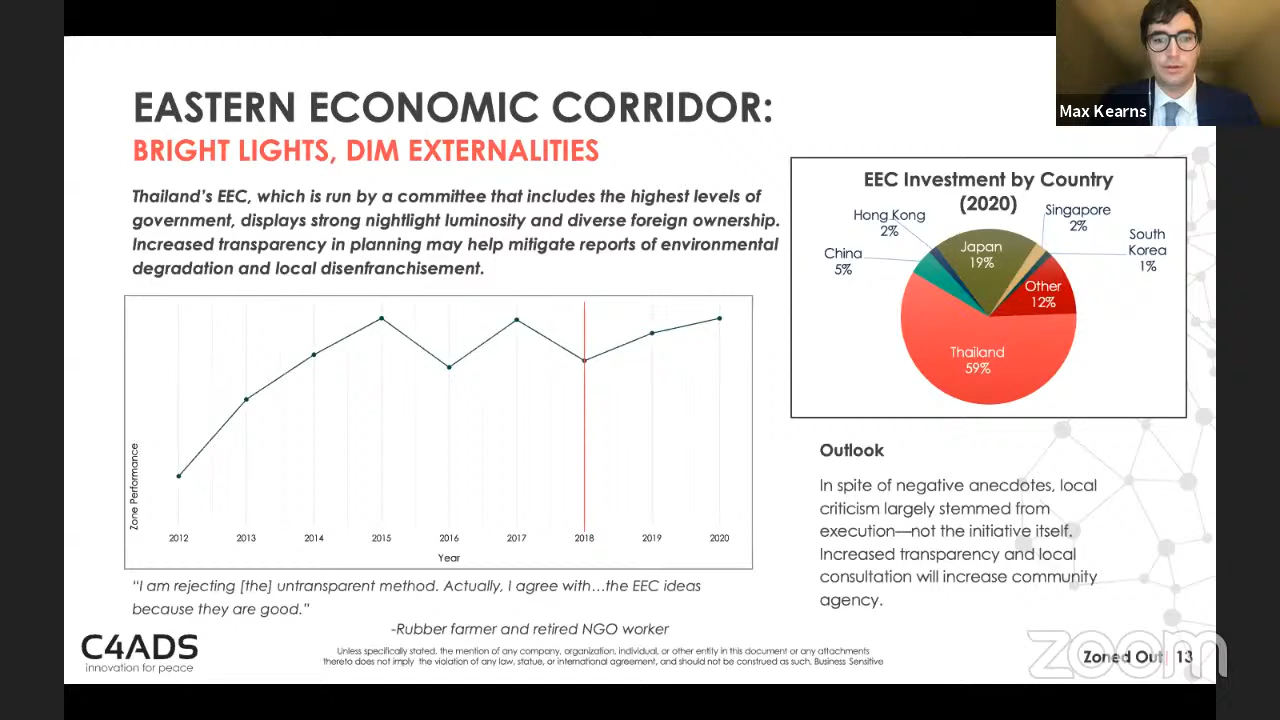 Max Kearns
EASTERN ECONOMIC CORRIDOR:
BRIGHT LIGHTS, DIM EXTERNALITIES
Thailand's EEC, which is run by a committee that includes the highest levels of
government, displays strong nightlight luminosity and diverse foreign ownership.
Increased transparency in planning may help mitigate reports of environmental
degradation and local disenfranchisement.
Zone Performance
2012 2013 2014 2015 2016 2017 2018 2019 2020
Year
"I am rejecting [the] untransparent method. Actually, I agree with…the EEC ideas
because they are good."
-Rubber farmer and retired NGO worker
EEC Investment by Country
(2020)
Hong Kong
2%
Singapore
2%
China
5%
Japan
19%
South
Korea
1%
Other
12%
Thailand
59%
Outlook
In spite of negative anecdotes, local
criticism largely stemmed from
execution—not the initiative itself.
Increased transparency and local
consultation will increase community
agency.
C4ADS
innovation for peace
Unless specifically stated, the mention of any company, organization, individual, or other entity in this document or any attachments
thereto does not imply the violation of any law, statue, or international agreement, and should not be construed as such. Business Sensitive
Zoned Out| 13
zoom